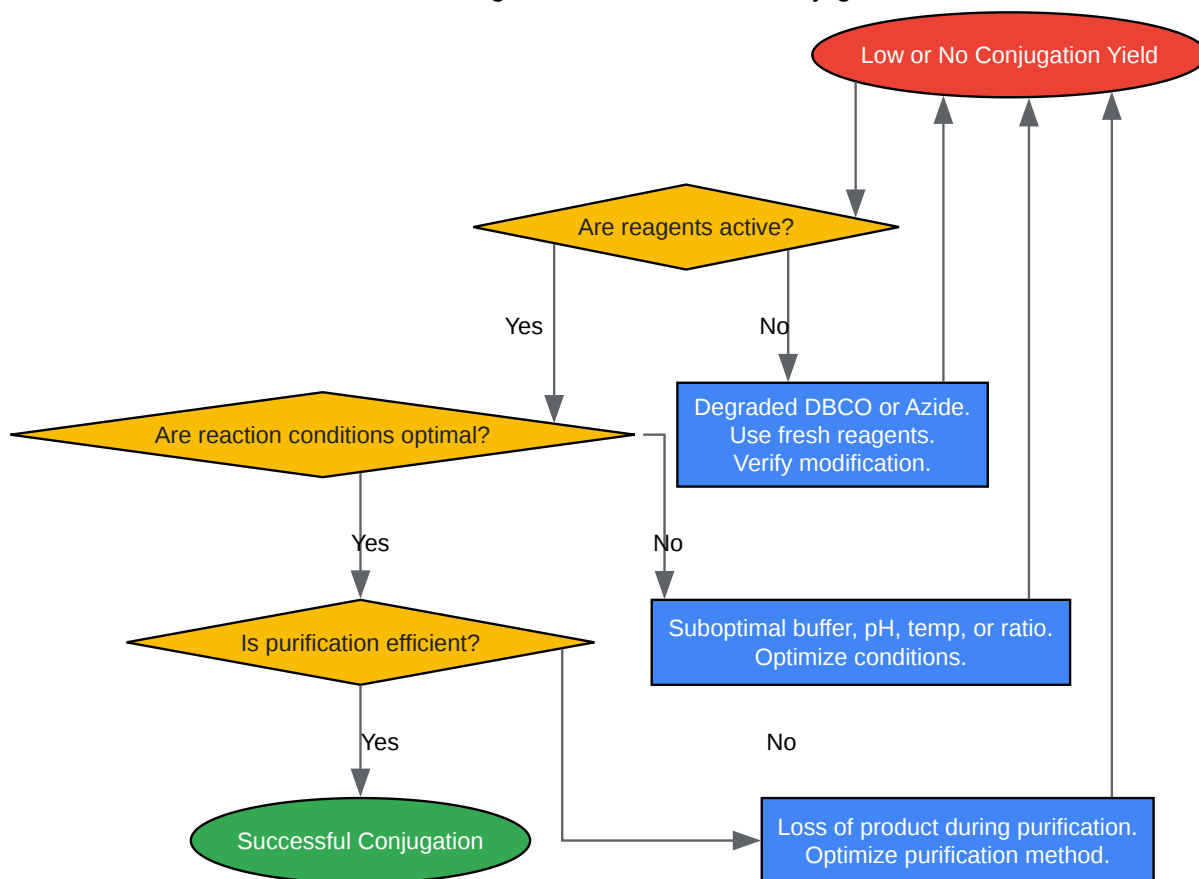 Low or No Conjugation Yield
Are reagents active?
Yes
No
Degraded DBCO or Azide.
Use fresh reagents.
Verify modification.
Are reaction conditions optimal?
Yes
No
Suboptimal buffer, pH, temp, or ratio.
Optimize conditions.
Is purification efficient?
Yes
No
Successful Conjugation
Loss of product during purification.
Optimize purification method.